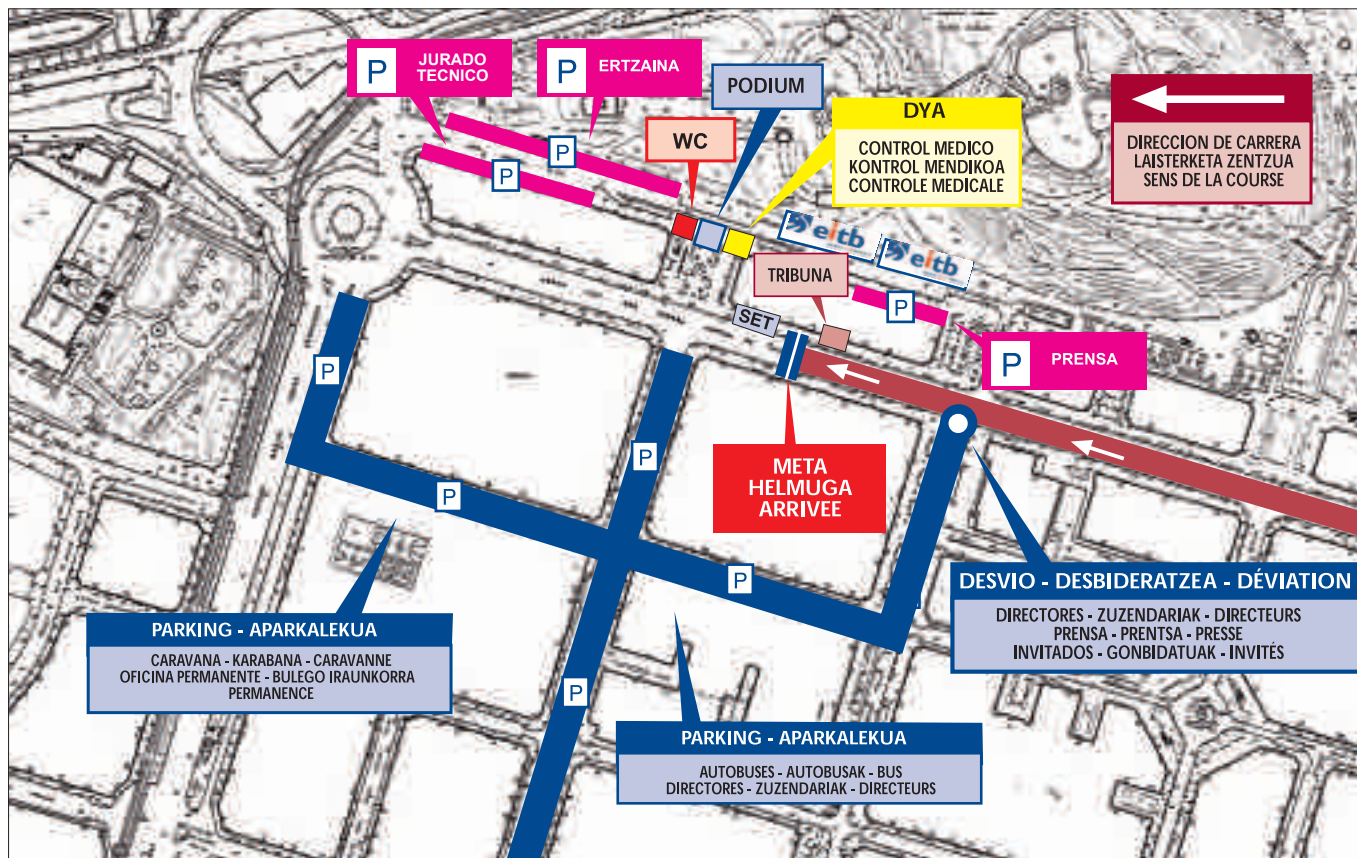 P
JURADO
TECNICO
P
ERTZAINA
PODIUM
DYA
CONTROL MEDICO
KONTROL MENDIKOA
CONTROLE MEDICALE
DIRECCION DE CARRERA
LAISTERKETA ZENTZUA
SENS DE LA COURSE
WC
P
P
eitb
eitb
TRIBUNA
P
SET
P
PRENSA
P
META
HELMUGA
ARRIVEE
P
P
P
P
DESVIO - DESBIDERATZEA - DÉVIATION
DIRECTORES - ZUZENDARIAK - DIRECTEURS
PRENSA - PRENTSA - PRESSE
INVITADOS - GONBIDATUAK - INVITÉS
PARKING - APARKALEKUA
CARAVANA - KARABANA - CARAVANNE
OFICINA PERMANENTE - BULEGO IRAUNKORRA
PERMANENCE
PARKING - APARKALEKUA
AUTOBUSES - AUTOBUSAK - BUS
DIRECTORES - ZUZENDARIAK - DIRECTEURS